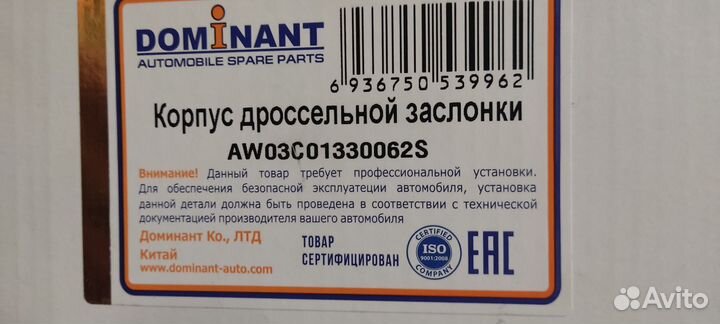 DOMINANT
AUTOMOBILE SPARE PARTS
6 936750 539962
Корпус дроссельной заслонки
AW03C01330062S
Внимание! Данный товар требует профессиональной установки.
Для обеспечения безопасной эксплуатеции автомобиля, установка
данной детали должна быть проведена в соответствии с технической
документацией производителя вашего автомобиля
Доминант Ко., ЛТД
Китай
www.dominant-auto.com
ТОВАР
СЕРТИФИЦИРОВАН
CERTIFIED
ISO
9001:2008
COMPANY
EAC
Avito